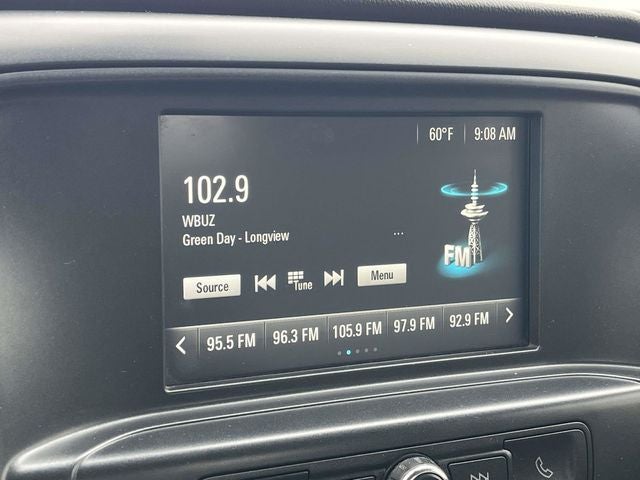 60°F 9:08 AM
102.9
WBUZ
Green Day - Longview
...
FM
Source Tune Menu
95.5 FM 96.3 FM 105.9 FM 97.9 FM 92.9 FM